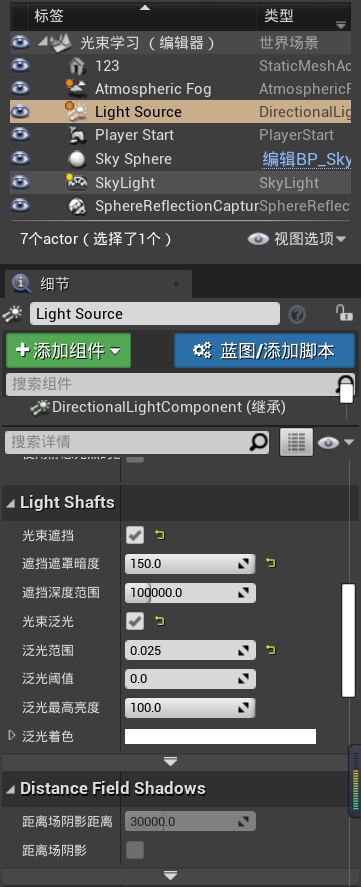 标签 类型
光束学习（编辑器） 世界场景
123 StaticMeshAc
Atmospheric Fog AtmosphericF
Light Source DirectionalLig
Player Start PlayerStart
Sky Sphere 编辑BP_Sky
SkyLight SkyLight
SphereReflectionCaptur SphereReflect
7个actor（选择了1个） 视图选项
细节
Light Source
添加组件 蓝图/添加脚本
搜索组件
DirectionalLightComponent (继承)
搜索详情
Light Shafts
光束遮挡
遮挡遮罩暗度 150.0
遮挡深度范围 100000.0
光束泛光
泛光范围 0.025
泛光阈值 0.0
泛光最高亮度 100.0
泛光着色
Distance Field Shadows
距离场阴影距离 30000.0
距离场阴影